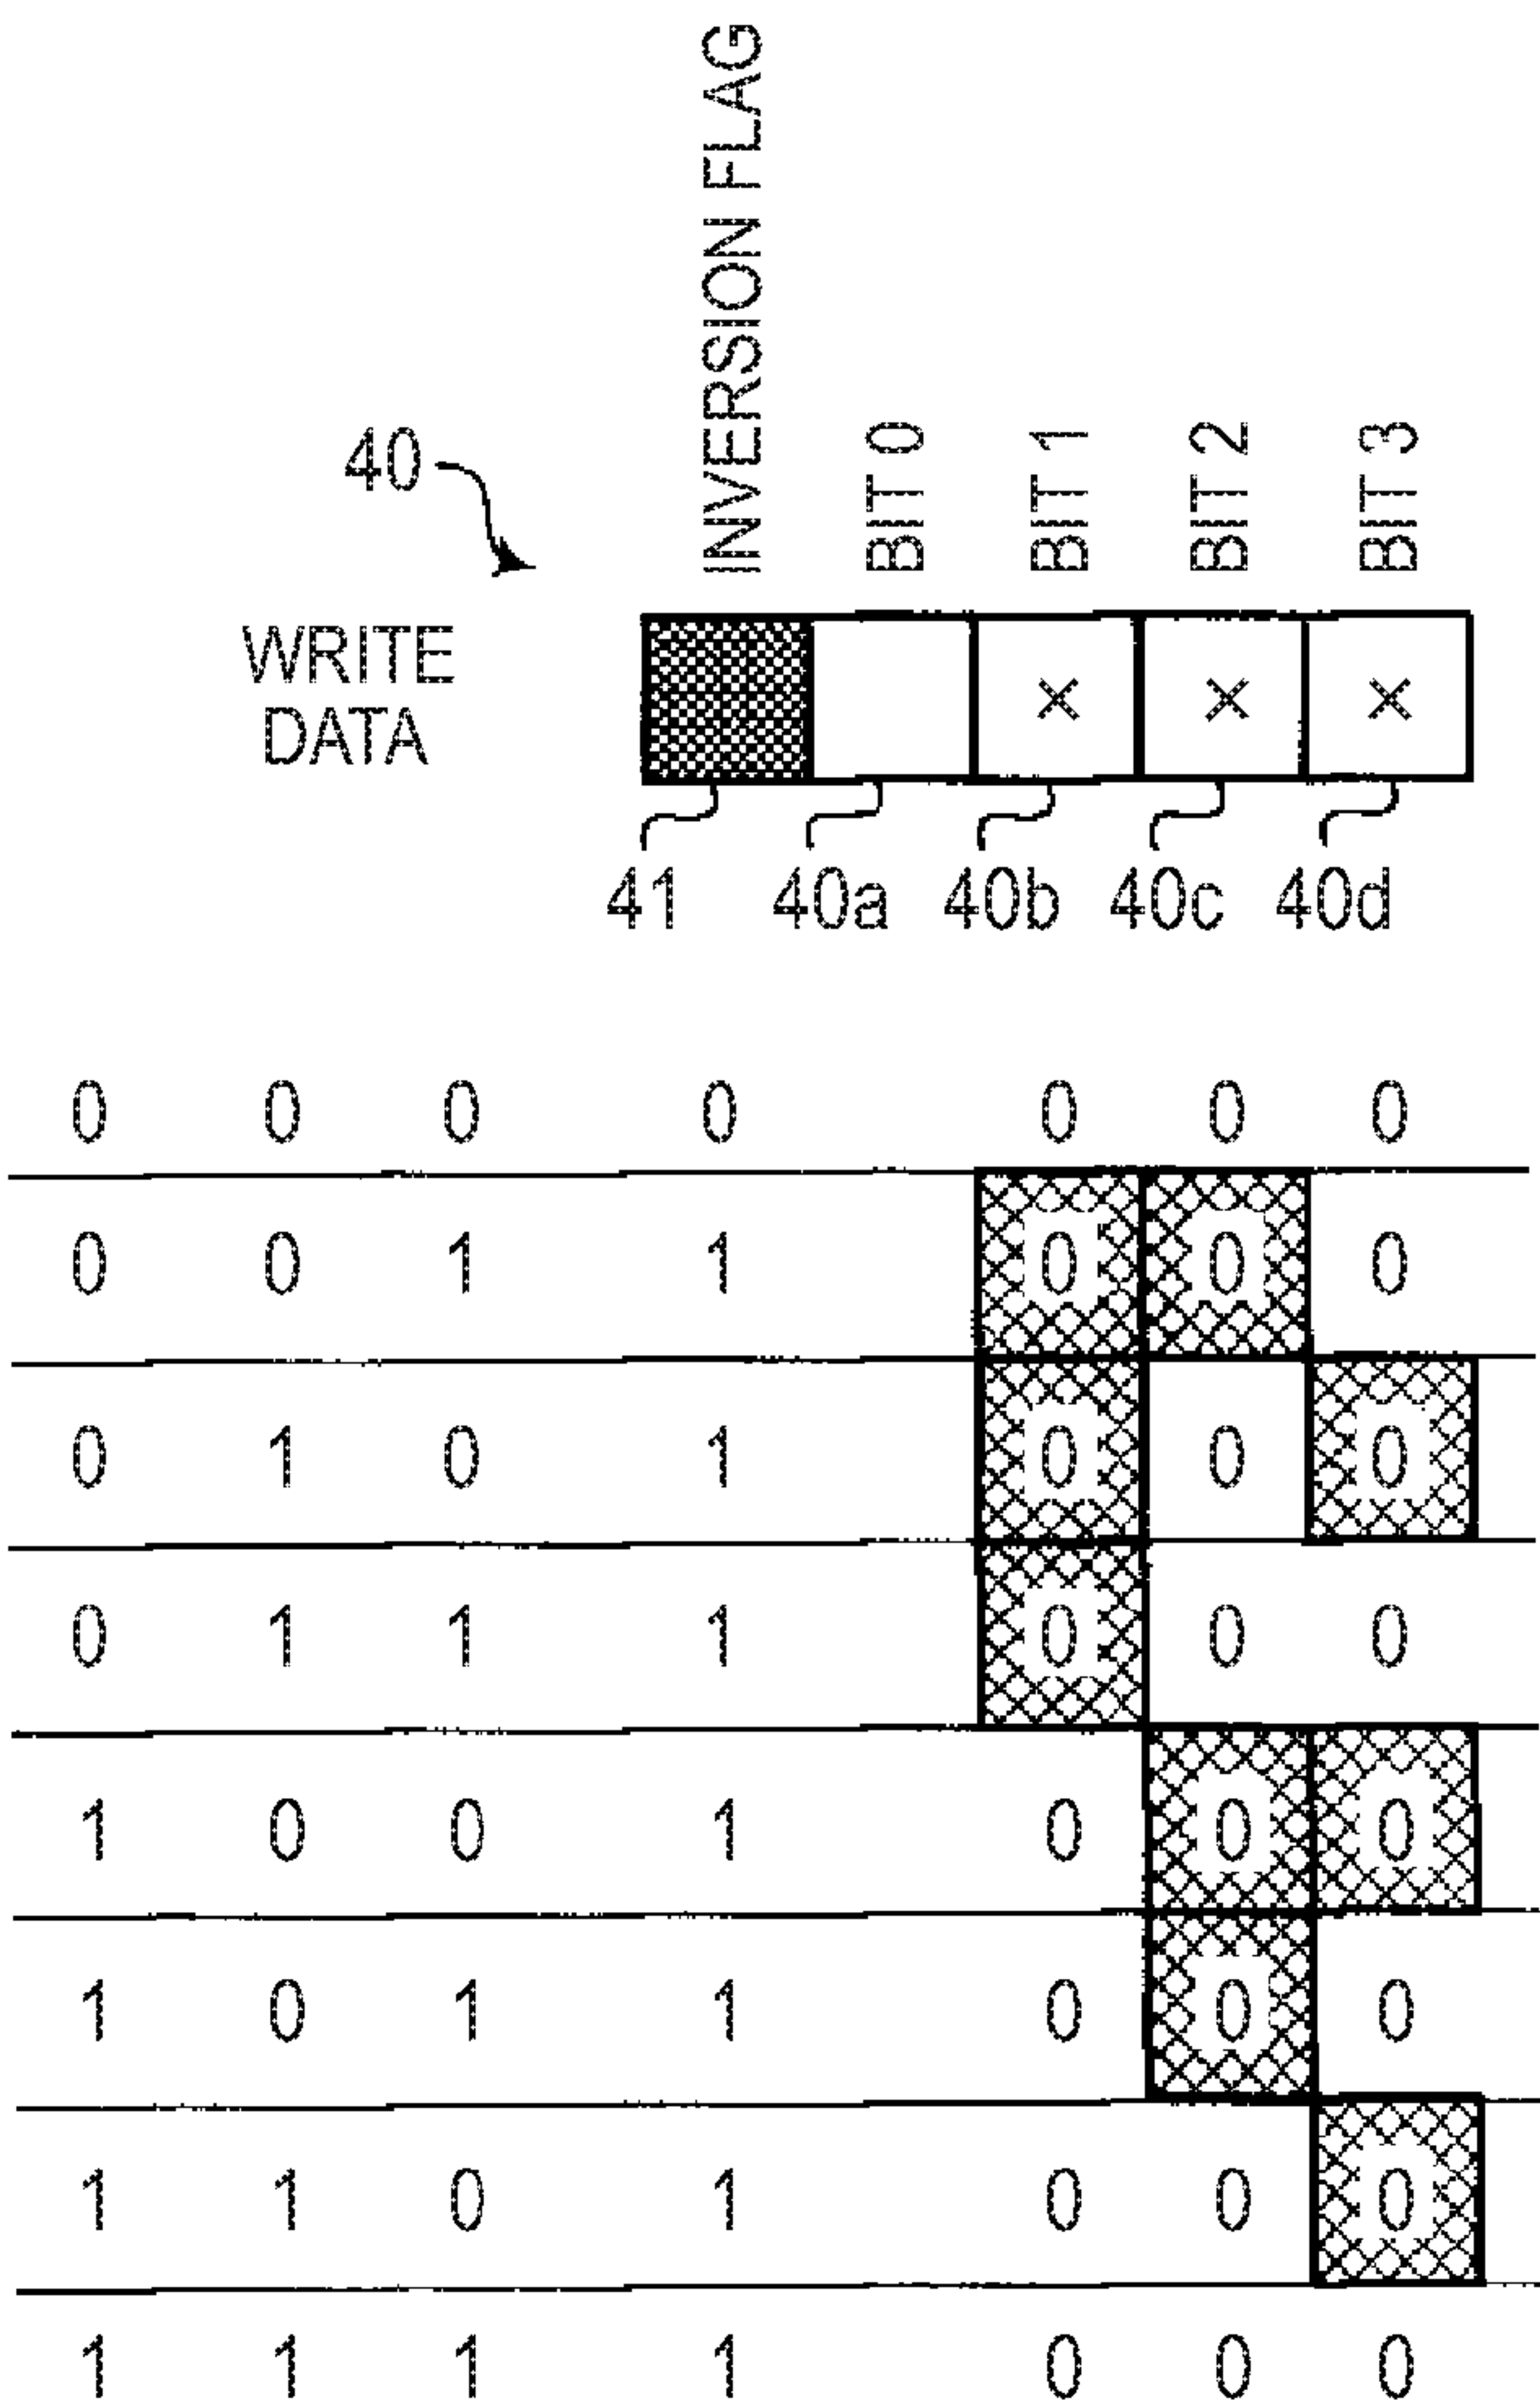 INVERSION FLAG
BIT 0
BIT 1
BIT 2
BIT 3
40
WRITE
DATA
× × ×
41 40a 40b 40c 40d
0 0 0 0 0 0 0
0 0 1 1 0 0 0
0 1 0 1 0 0 0
0 1 1 1 0 0 0
1 0 0 1 0 0 0
1 0 1 1 0 0 0
1 1 0 1 0 0 0
1 1 1 1 0 0 0